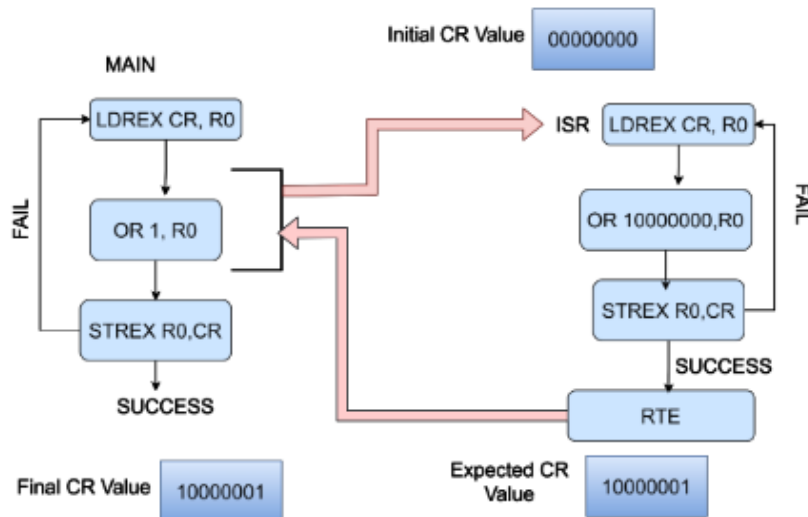 Initial CR Value
00000000
MAIN
LDREX CR, R0
ISR
LDREX CR, R0
FAIL
FAIL
OR 1, R0
OR 10000000,R0
STREX R0,CR
STREX R0,CR
SUCCESS
SUCCESS
RTE
Final CR Value
10000001
Expected CR
Value
10000001